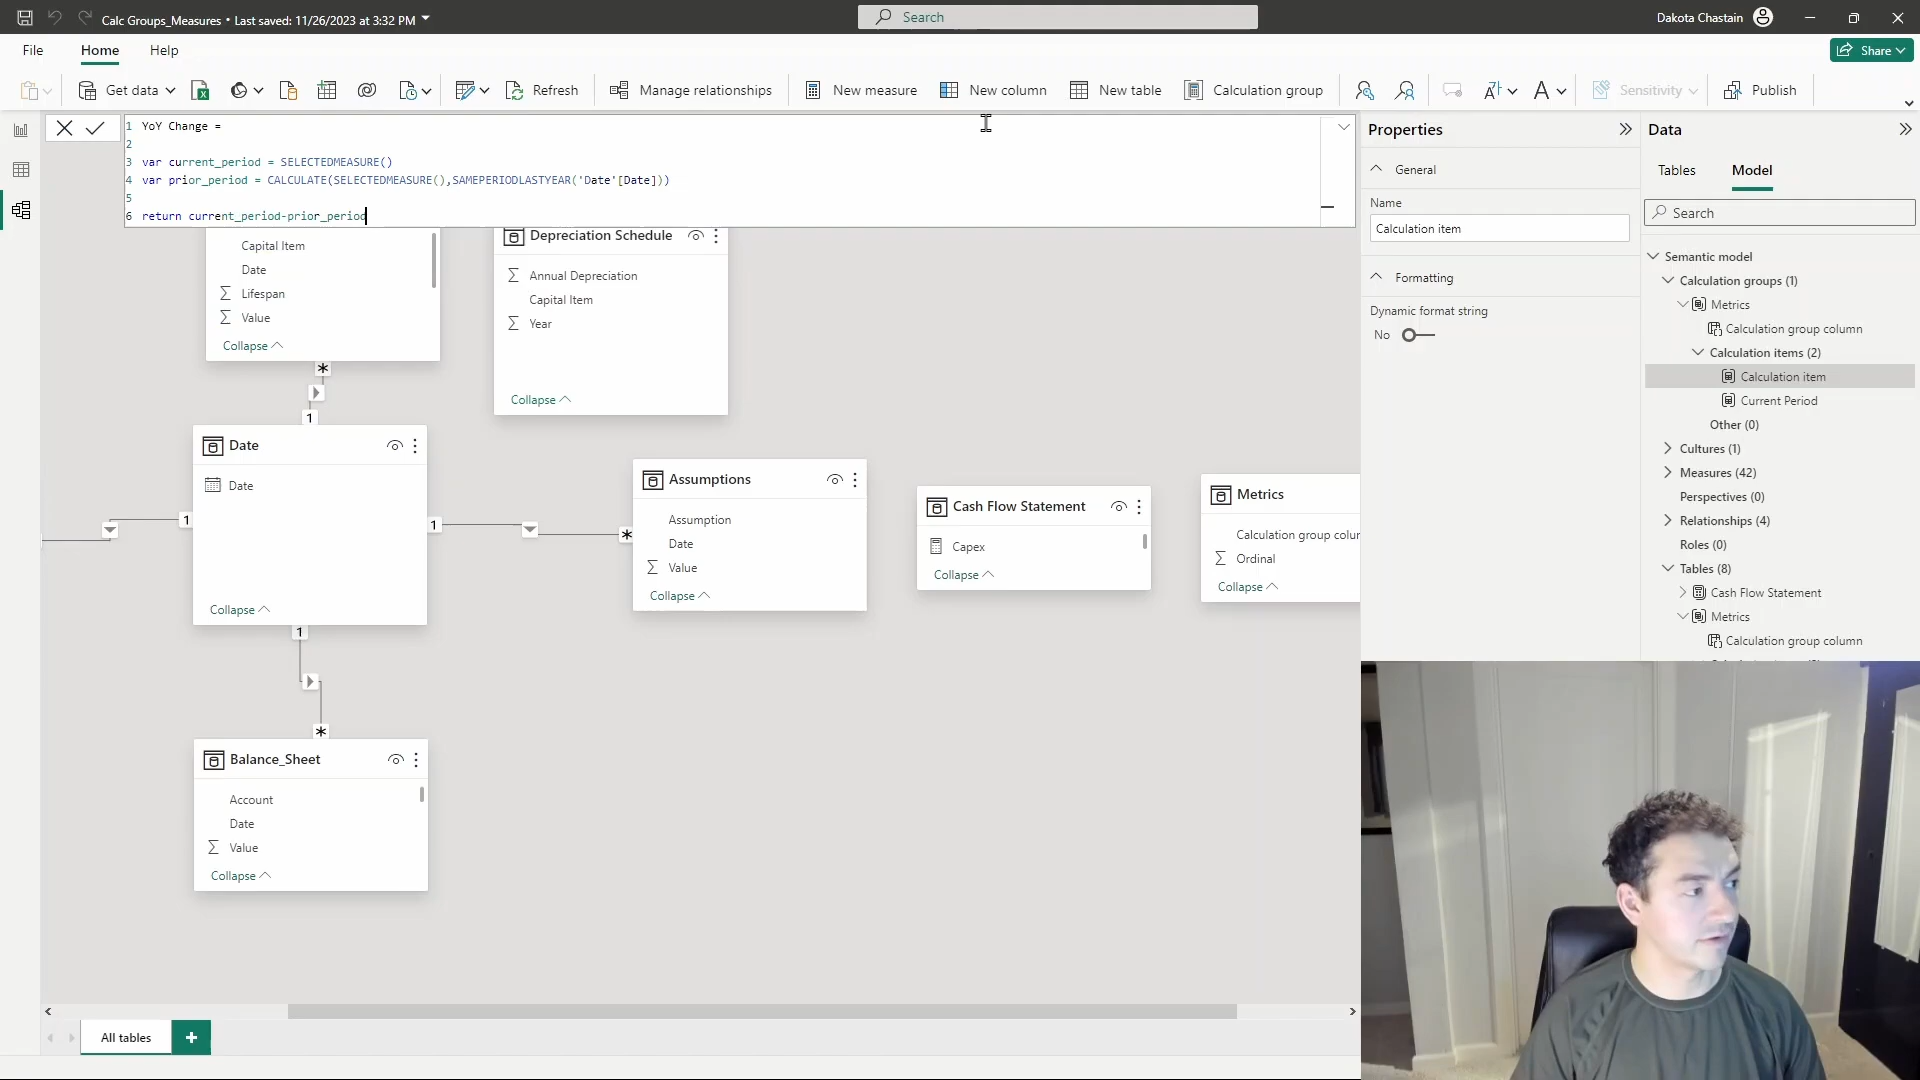 Calc Groups_Measures • Last saved: 11/26/2023 at 3:32 PM
Search
Dakota Chastain
File
Home
Help
Share
Get data
Refresh
Manage relationships
New measure
New column
New table
Calculation group
Sensitivity
Publish
1 YoY Change =
2
3 var current_period = SELECTEDMEASURE()
4 var prior_period = CALCULATE(SELECTEDMEASURE(),SAMEPERIODLASTYEAR('Date'[Date]))
5
6 return current_period-prior_period
Capital Item
Date
Lifespan
Value
Collapse
Depreciation Schedule
Annual Depreciation
Capital Item
Year
Collapse
Date
Date
Collapse
Assumptions
Assumption
Date
Value
Collapse
Cash Flow Statement
Capex
Collapse
Metrics
Calculation group colur
Ordinal
Collapse
Balance_Sheet
Account
Date
Value
Collapse
1
*
1
1
*
1
*
All tables
Properties
General
Name
Calculation item
Formatting
Dynamic format string
No
Data
Tables
Model
Search
Semantic model
Calculation groups (1)
Metrics
Calculation group column
Calculation items (2)
Calculation item
Current Period
Other (0)
Cultures (1)
Measures (42)
Perspectives (0)
Relationships (4)
Roles (0)
Tables (8)
Cash Flow Statement
Metrics
Calculation group column